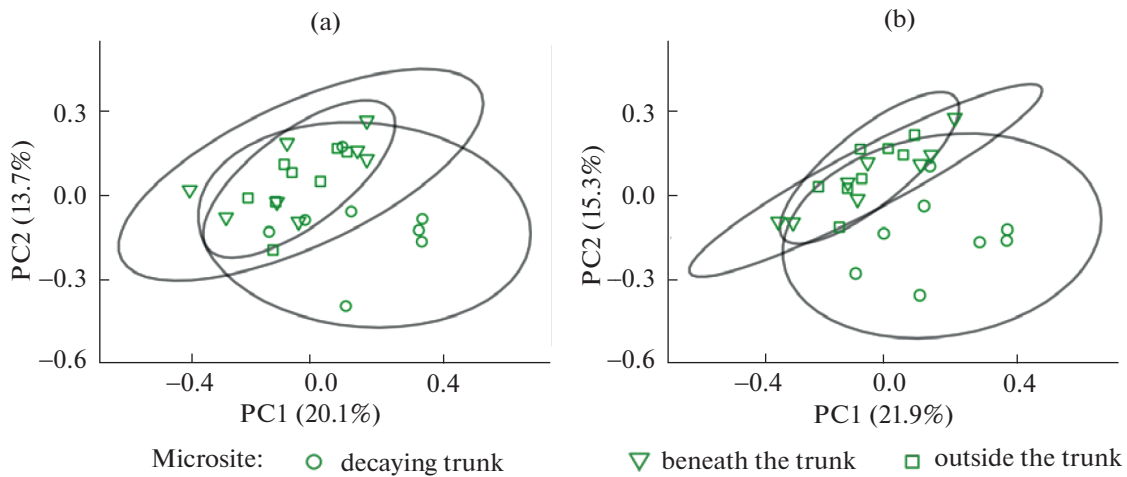 (a)
0.3
0.0
−0.3
−0.6
PC2 (13.7%)
−0.4
0.0
0.4
PC1 (20.1%)
(b)
0.3
0.0
−0.3
−0.6
PC2 (15.3%)
−0.4
0.0
0.4
PC1 (21.9%)
Microsite: decaying trunk beneath the trunk outside the trunk